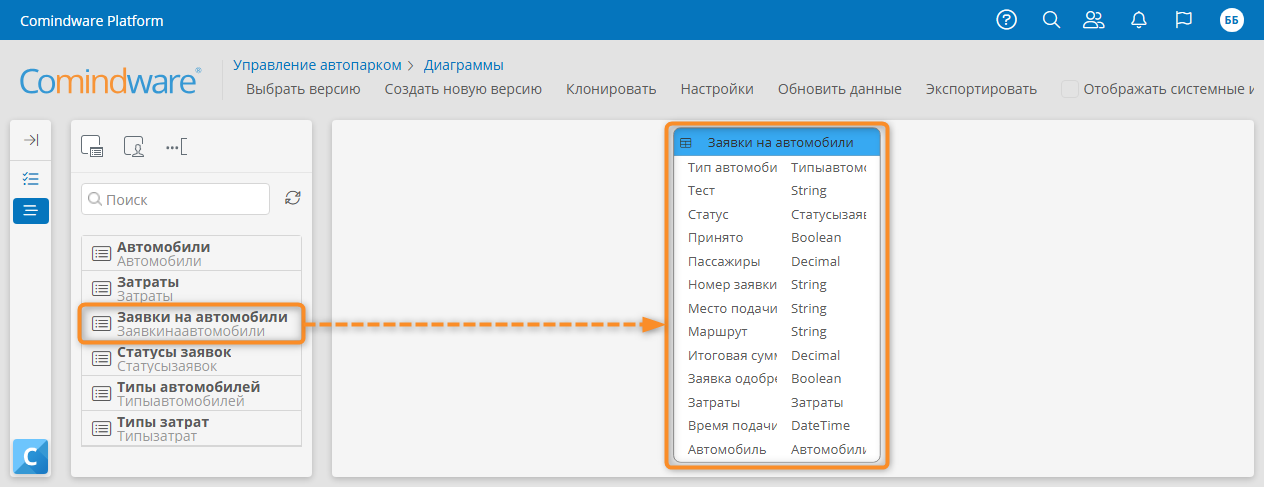 Comindware Platform
ББ
Comindware®
Управление автопарком > Диаграммы
Выбрать версию Создать новую версию Клонировать Настройки Обновить данные Экспортировать Отображать системные и
Поиск
Автомобили
Автомобили
Затраты
Затраты
Заявки на автомобили
Заявкинаавтомобили
Статусы заявок
Статусызаявок
Типы автомобилей
Типыавтомобилей
Типы затрат
Типызатрат
C
Заявки на автомобили
Тип автомоби Типыавтомо
Тест String
Статус Статусызаяв
Принято Boolean
Пассажиры Decimal
Номер заявки String
Место подачи String
Маршрут String
Итоговая сум Decimal
Заявка одобре Boolean
Затраты Затраты
Время подачи DateTime
Автомобиль Автомобили